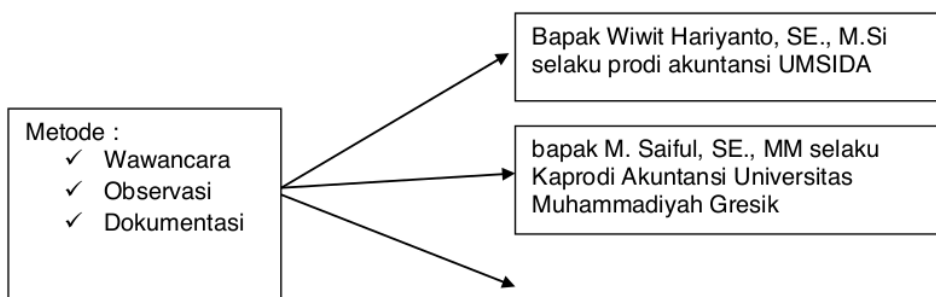 Bapak Wiwit Hariyanto, SE., M.Si
selaku prodi akuntansi UMSIDA
Metode :
✓ Wawancara
✓ Observasi
✓ Dokumentasi
bapak M. Saiful, SE., MM selaku
Kaprodi Akuntansi Universitas
Muhammadiyah Gresik